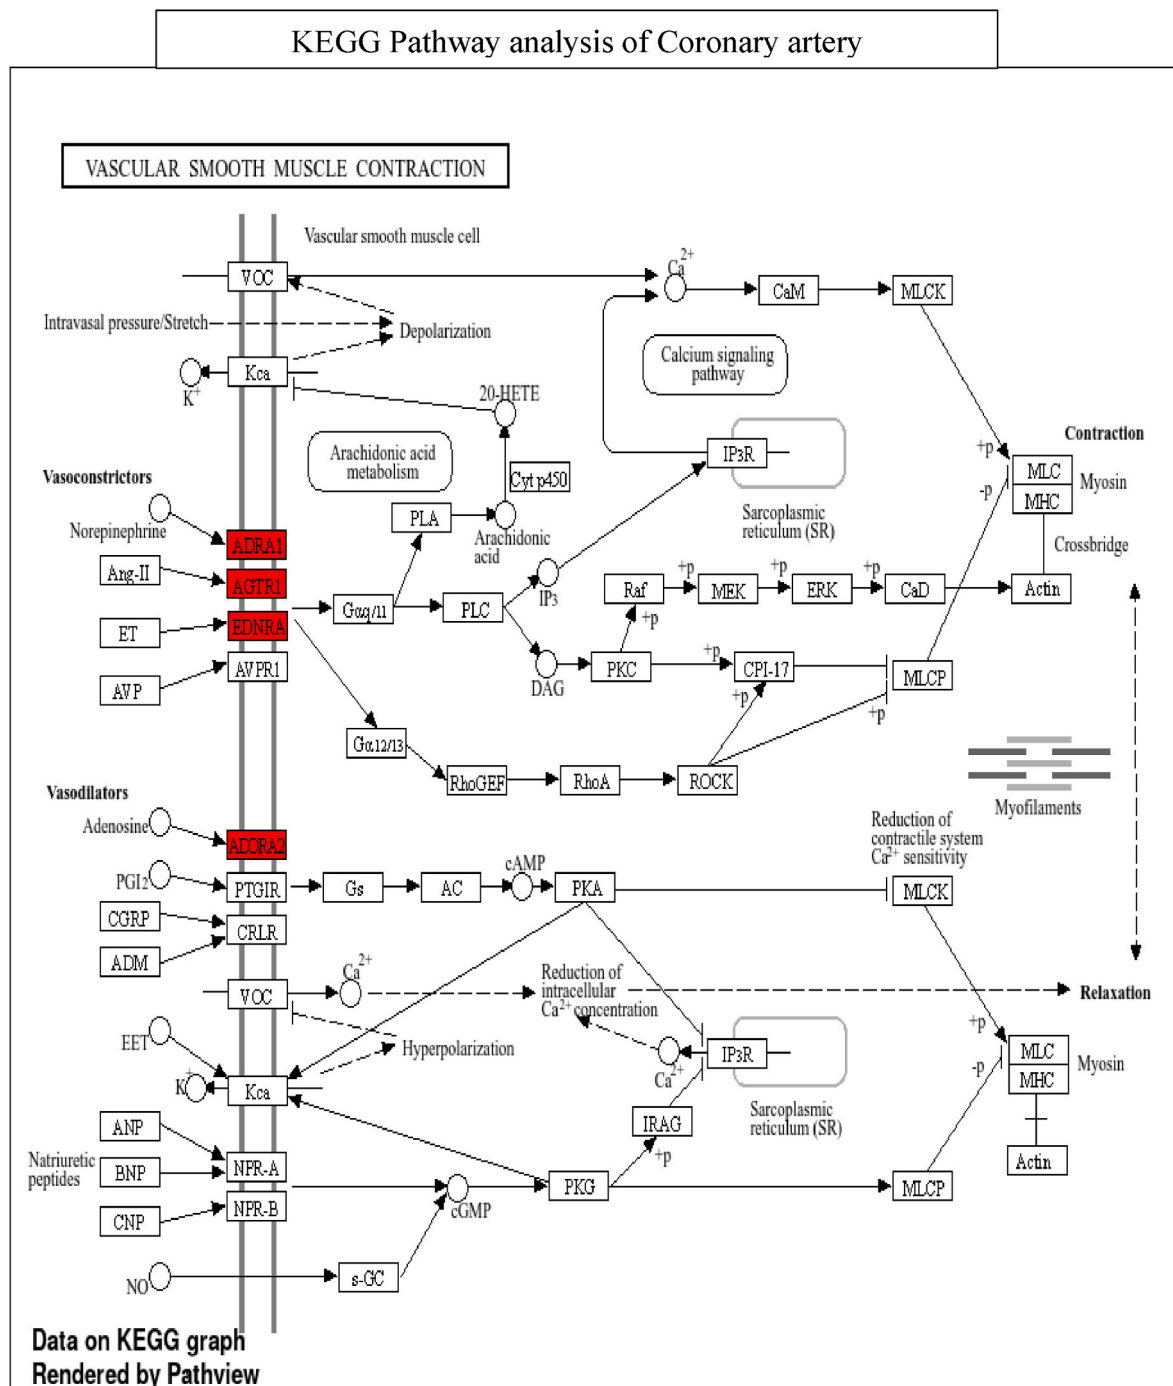 KEGG Pathway analysis of Coronary artery
VASCULAR SMOOTH MUSCLE CONTRACTION
Vascular smooth muscle cell
VOC
Ca2+
CaM
MLCK
Intravasal pressure/Stretch
Depolarization
Calcium signaling
pathway
Kca
K+
20-HETE
Arachidonic acid
metabolism
Cyt p450
IP3R
+p
Contraction
MLC
Myosin
-p
MHC
Vasoconstrictors
Norepinephrine
PLA
Arachidonic
acid
Sarcoplasmic
reticulum (SR)
Crossbridge
ADRA1
Ang-II
AGTR1
IP3
Raf
+p
MEK
+p
ERK
+p
CaD
Actin
Gαq/11
PLC
ET
EDNRA
+p
AVP
AVPR1
DAG
PKC
+p
CPI-17
MLCP
+p
+p
Gα12/13
RhoGEF
RhoA
ROCK
Myofilaments
Vasodilators
Adenosine
ADORA2
Reduction of
contractile system
Ca2+ sensitivity
PGI2
PTGIR
Gs
AC
cAMP
PKA
MLCK
CGRP
CRLR
ADM
VOC
Ca2+
Reduction of
intracellular
Ca2+ concentration
Relaxation
EET
Hyperpolarization
+p
K+
Kca
Ca2+
IP3R
MLC
Myosin
-p
MHC
Sarcoplasmic
reticulum (SR)
ANP
IRAG
+p
Natriuretic
peptides
BNP
NPR-A
Actin
CNP
NPR-B
cGMP
PKG
MLCP
NO
s-GC
Data on KEGG graph
Rendered by Pathview